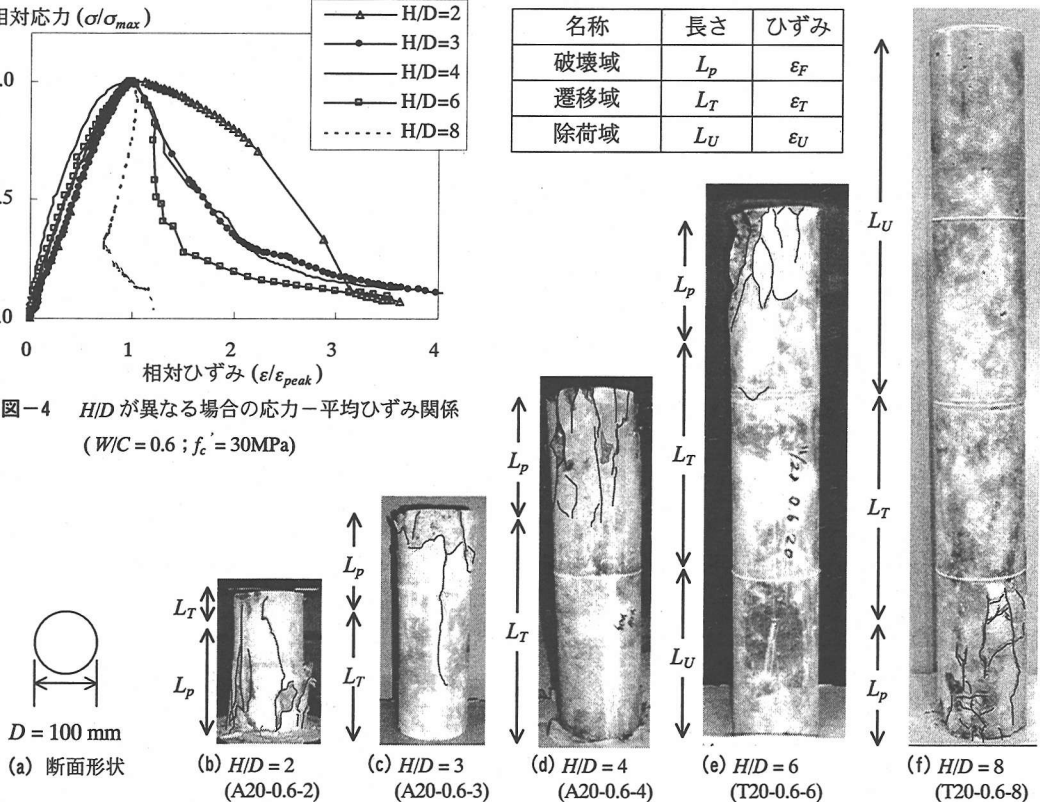 相対応力 (σ/σmax)
H/D=2
H/D=3
H/D=4
H/D=6
H/D=8
.0
.5
.0
0
1
2
3
4
相対ひずみ (ε/εpeak)
図－4 H/D が異なる場合の応力－平均ひずみ関係
( W/C = 0.6 ; fc' = 30MPa)
名称 長さ ひずみ
破壊域 Lp εF
遷移域 LT εT
除荷域 LU εU
D = 100 mm
(a) 断面形状
LT
Lp
(b) H/D = 2
(A20-0.6-2)
Lp
LT
(c) H/D = 3
(A20-0.6-3)
Lp
LT
(d) H/D = 4
(A20-0.6-4)
Lp
LT
LU
11/23 0.6 20
(e) H/D = 6
(T20-0.6-6)
LU
LT
Lp
(f) H/D = 8
(T20-0.6-8)